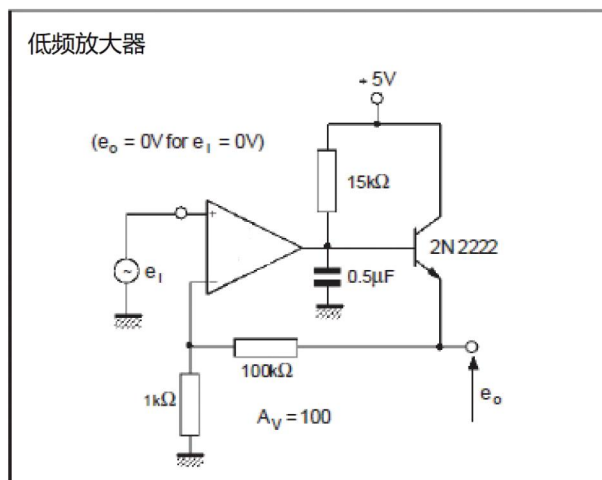 低频放大器
+5V
(eo = 0V for eI = 0V)
15kΩ
2N2222
+
0.5μF
~ eI
−
100kΩ
1kΩ
AV = 100
eo